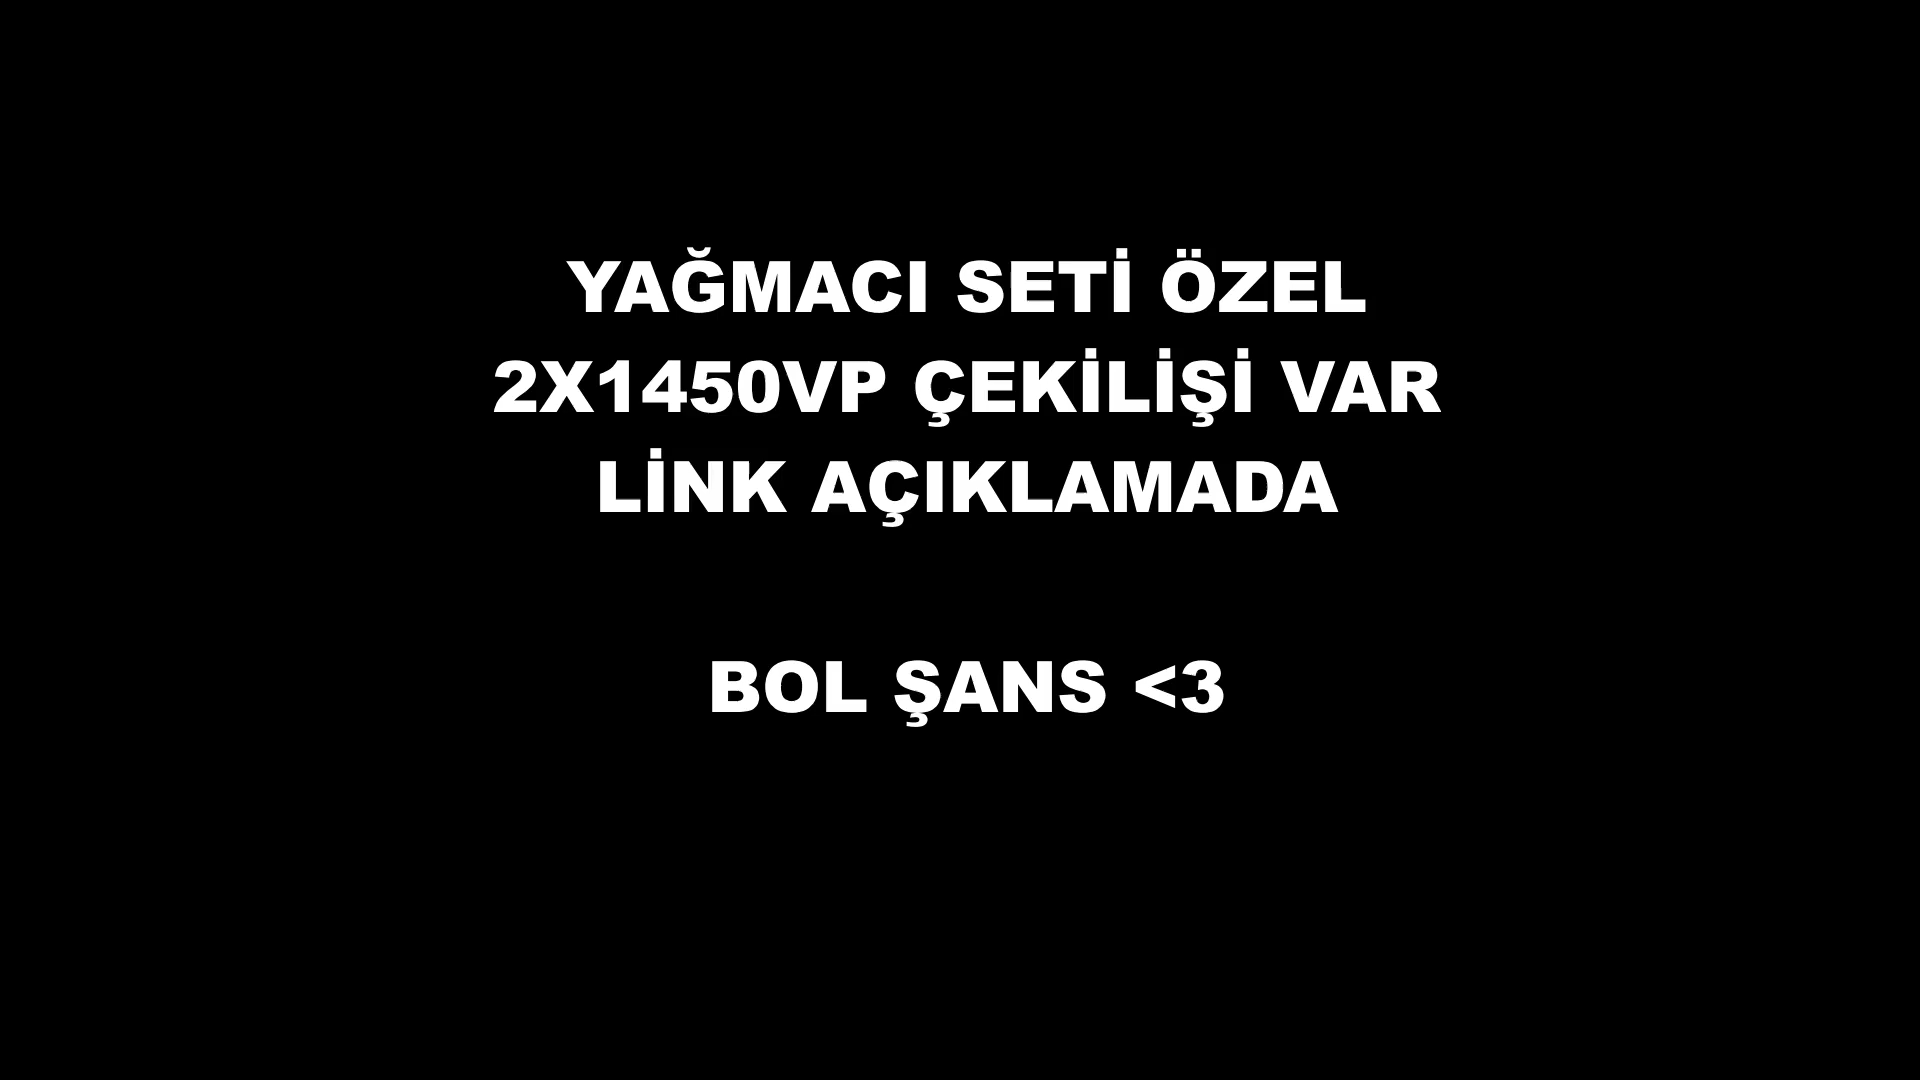 YAĞMACI SETİ ÖZEL
2X1450VP ÇEKİLİŞİ VAR
LİNK AÇIKLAMADA
BOL ŞANS <3